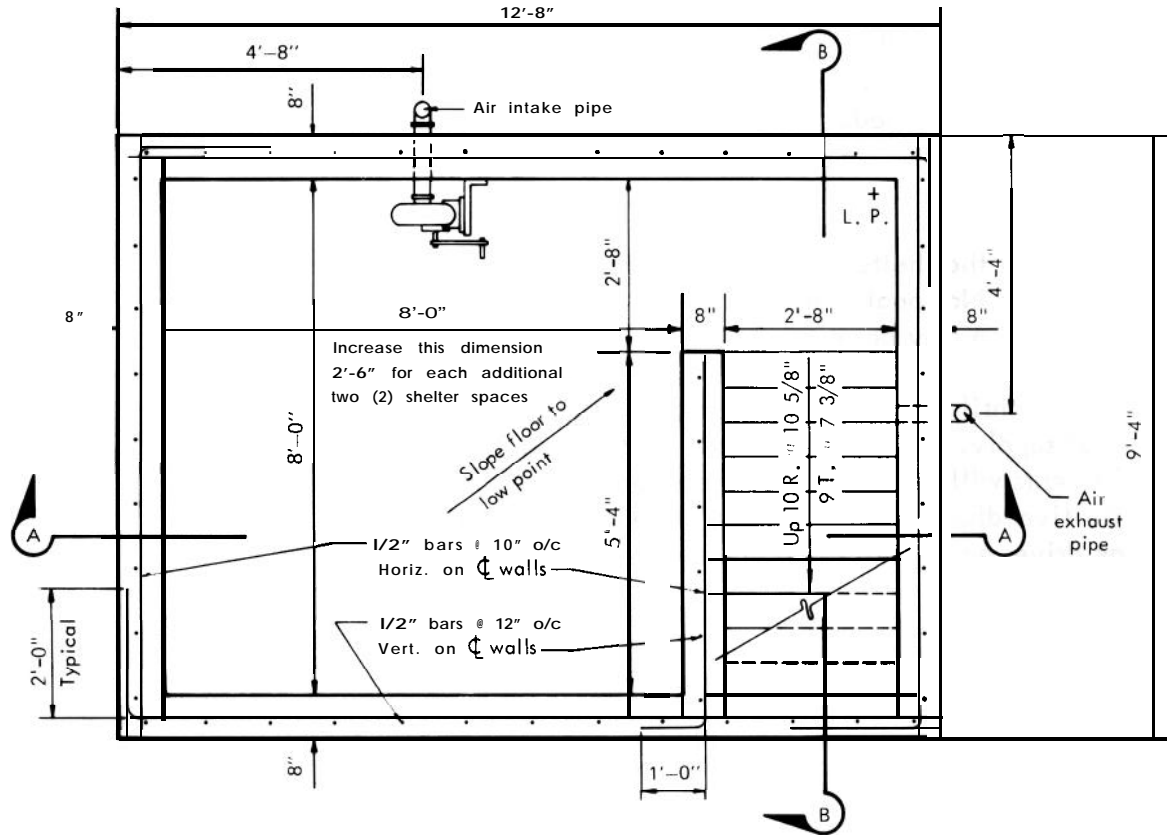 12'-8"
4'-8"
B
8"
Air intake pipe
+
L. P.
2'-8"
4'-4"
8"
8'-0"
8"
2'-8"
8"
Increase this dimension
2'-6" for each additional
two (2) shelter spaces
Slope floor to
low point
8'-0"
5'-4"
Up 10 R. @ 10 5/8"
9 T. @ 7 3/8"
9'-4"
A
A
Air
exhaust
pipe
1/2" bars @ 10" o/c
Horiz. on ℄ walls
1/2" bars @ 12" o/c
Vert. on ℄ walls
2'-0"
Typical
8"
1'-0"
B